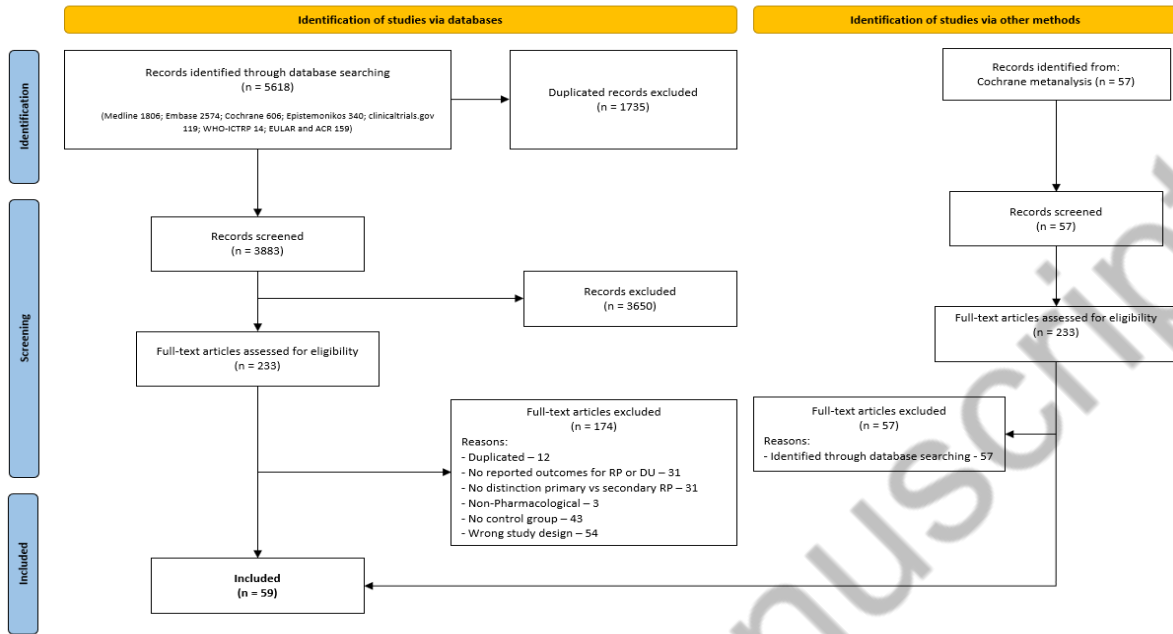 Identification of studies via databases
Identification of studies via other methods
Identification
Records identified through database searching
(n = 5618)
(Medline 1806; Embase 2574; Cochrane 606; Epistemonikos 340; clinicaltrials.gov
119; WHO-ICTRP 14; EULAR and ACR 159)
Duplicated records excluded
(n = 1735)
Records identified from:
Cochrane metanalysis (n = 57)
Screening
Records screened
(n = 3883)
Records screened
(n = 57)
Records excluded
(n = 3650)
Full-text articles assessed for eligibility
(n = 233)
Full-text articles assessed for eligibility
(n = 233)
Full-text articles excluded
(n = 174)
Reasons:
- Duplicated – 12
- No reported outcomes for RP or DU – 31
- No distinction primary vs secondary RP – 31
- Non-Pharmacological – 3
- No control group – 43
- Wrong study design – 54
Full-text articles excluded
(n = 57)
Reasons:
- Identified through database searching - 57
Included
Included
(n = 59)
nuscript